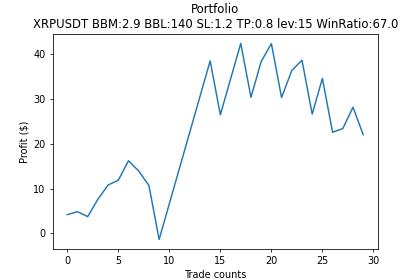 Portfolio
XRPUSDT BBM:2.9 BBL:140 SL:1.2 TP:0.8 lev:15 WinRatio:67.0
40
30
20
10
0
Profit ($)
0 5 10 15 20 25 30
Trade counts